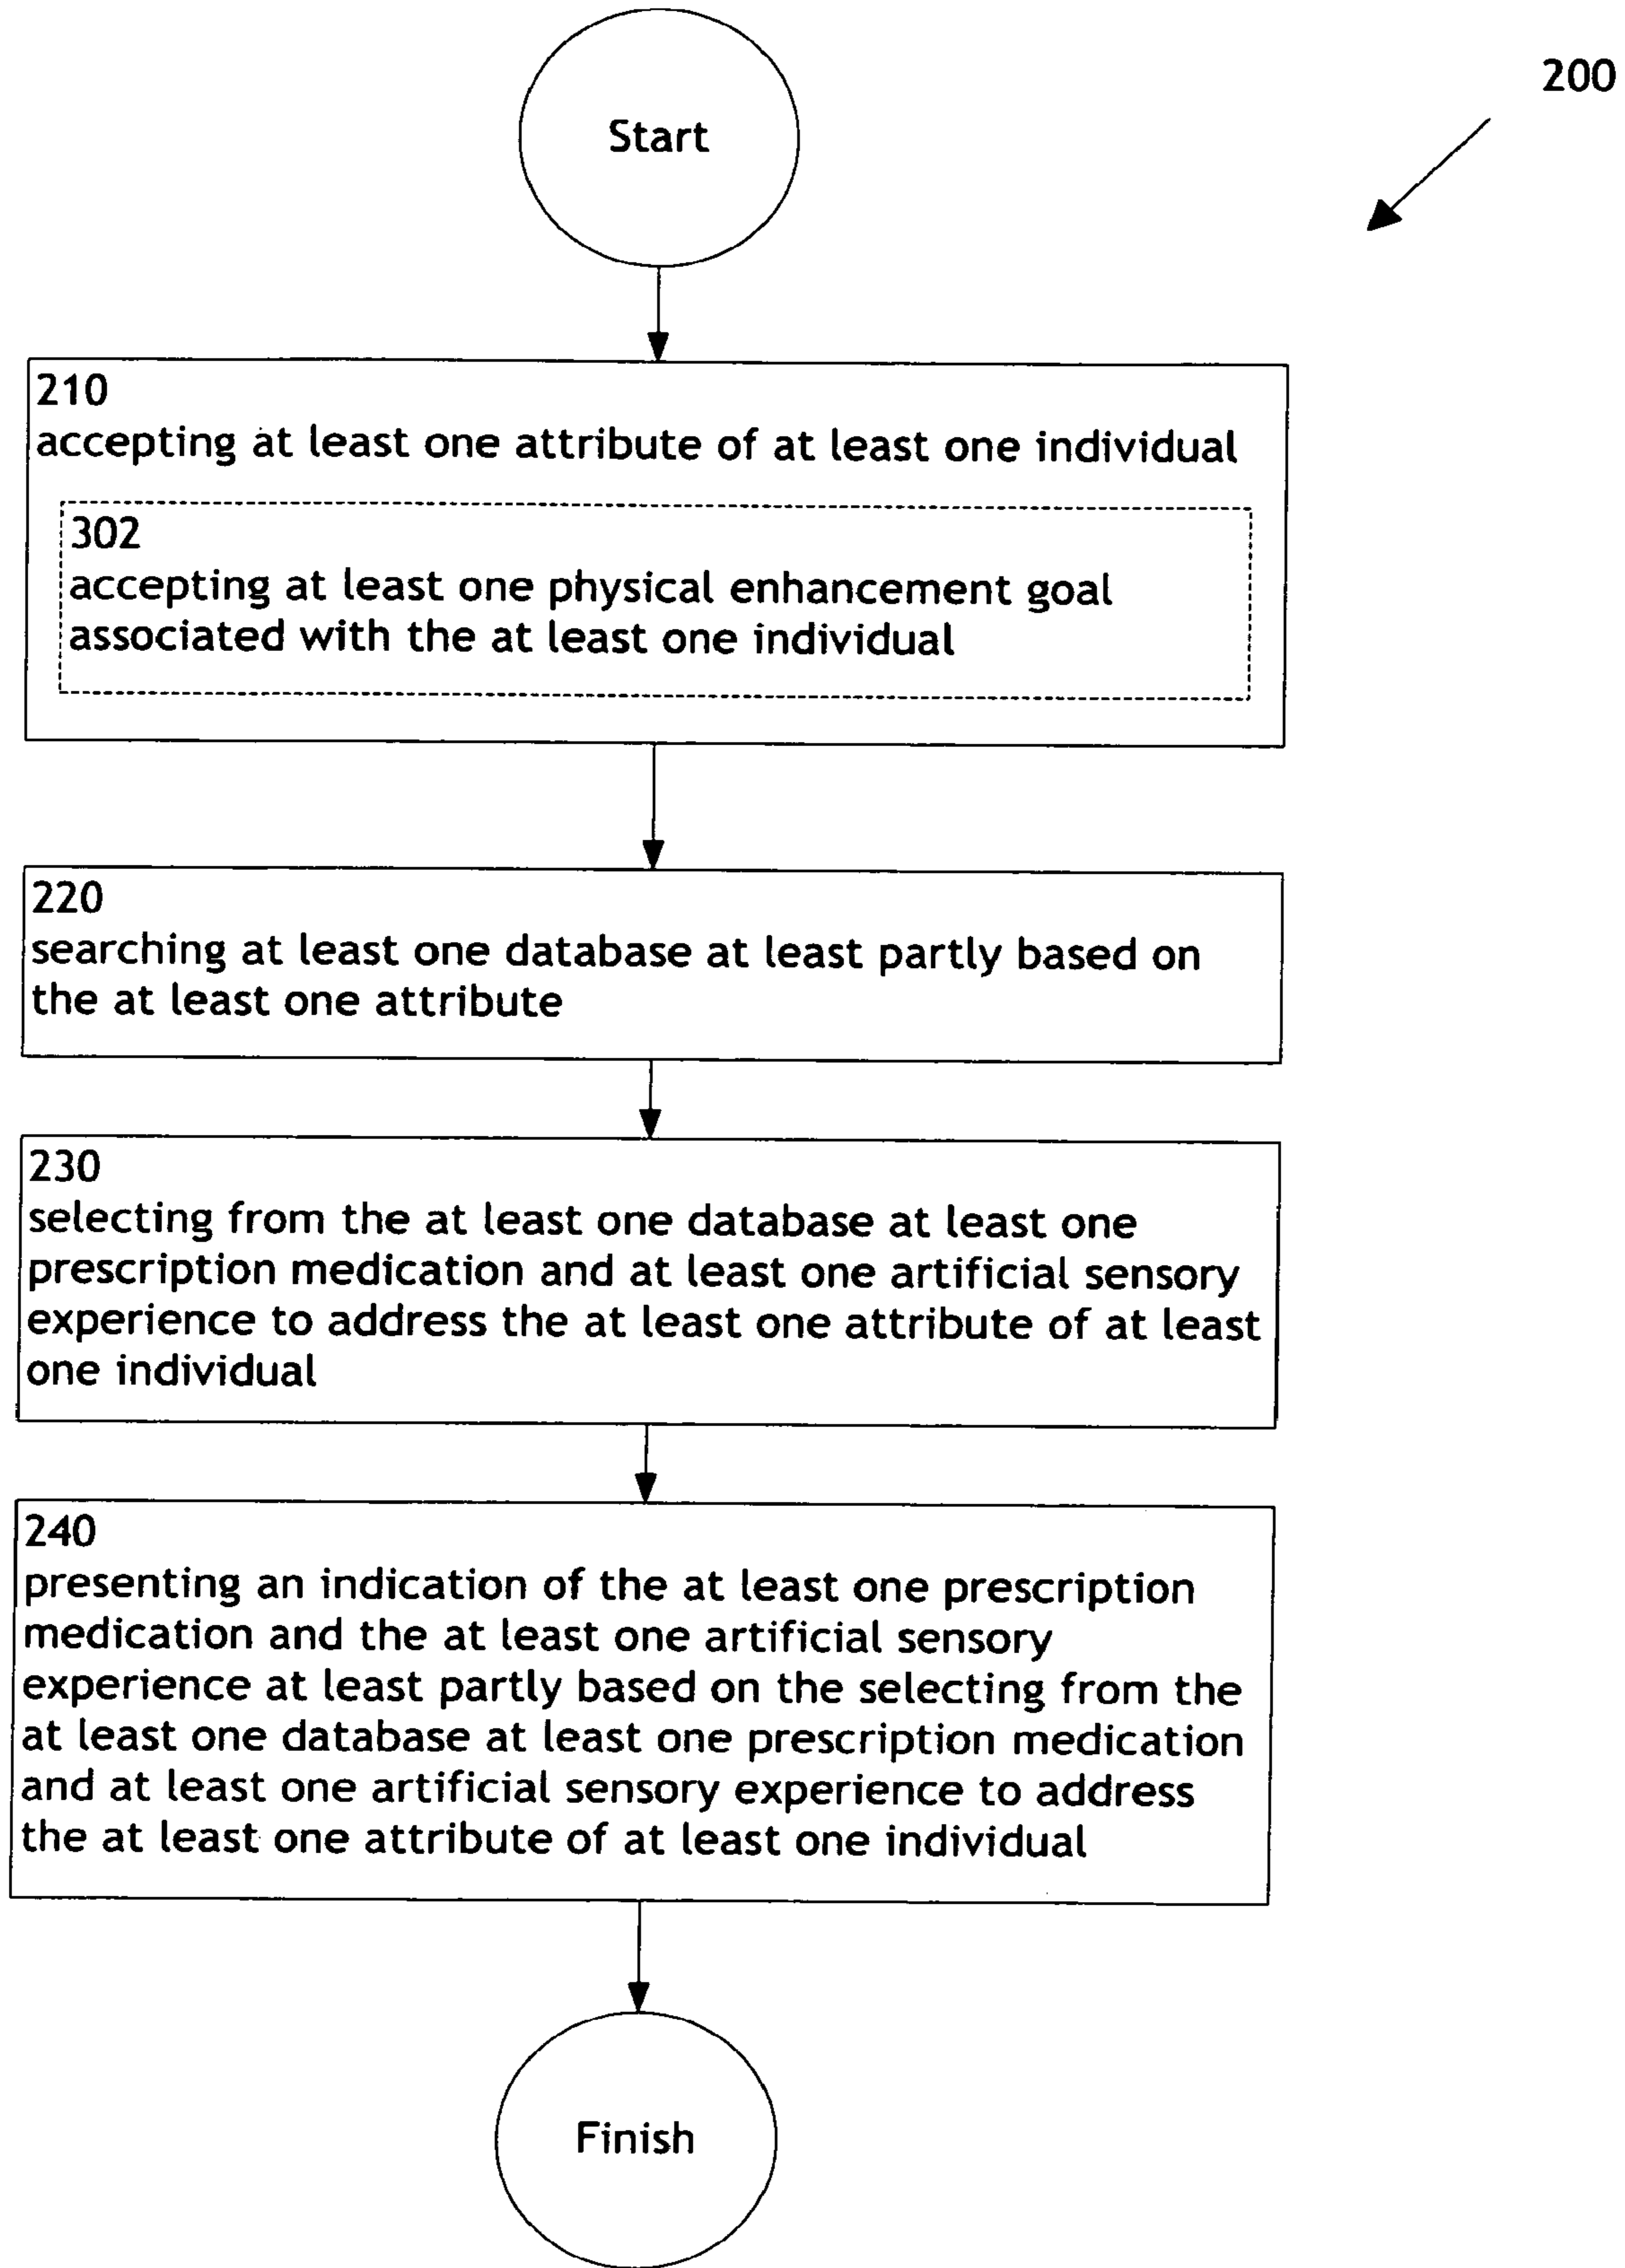 200
Start
210
accepting at least one attribute of at least one individual
302
accepting at least one physical enhancement goal
associated with the at least one individual
220
searching at least one database at least partly based on
the at least one attribute
230
selecting from the at least one database at least one
prescription medication and at least one artificial sensory
experience to address the at least one attribute of at least
one individual
240
presenting an indication of the at least one prescription
medication and the at least one artificial sensory
experience at least partly based on the selecting from the
at least one database at least one prescription medication
and at least one artificial sensory experience to address
the at least one attribute of at least one individual
Finish